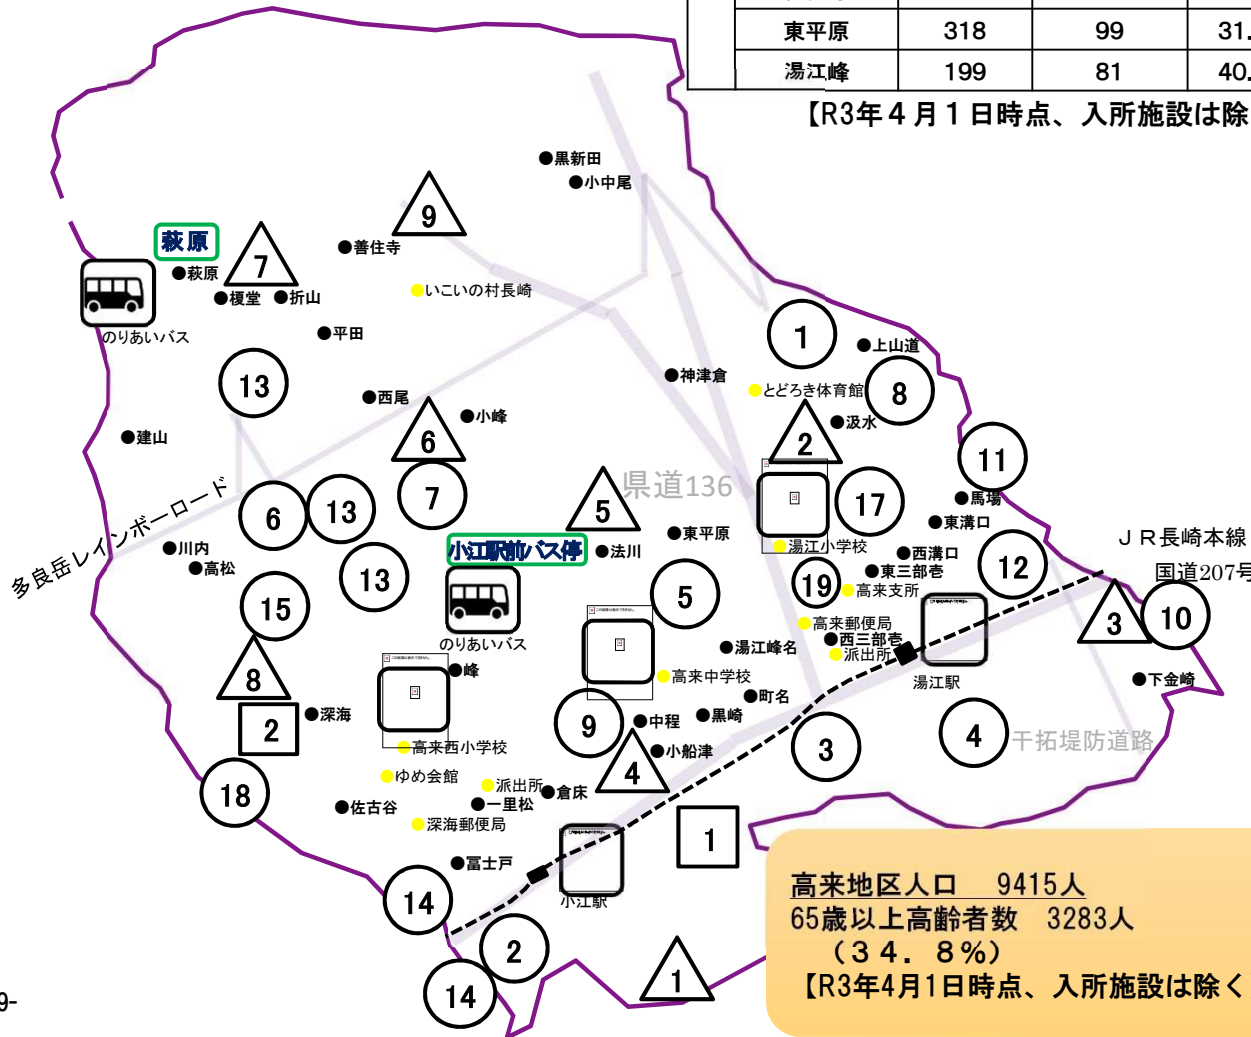 東平原 318 99 31.
湯江峰 199 81 40.
【R3年４月１日時点、入所施設は除
●黒新田
●小中尾
9
萩原
7
●善住寺
●萩原
●榎堂
●折山
●いこいの村長崎
のりあいバス
●平田
1
●上山道
13
●神津倉
●とどろき体育館
8
●西尾
●小峰
●汲水
2
●建山
6
11
県道136
7
5
17
●馬場
6
13
●東溝口
多良岳レインボーロード
●東平原
ＪＲ長崎本線
●川内
小江駅前バス停
●法川
●湯江小学校
●西溝口
●高松
●東三部壱
12
国道207号
13
19
5
●高来支所
15
10
3
●高来郵便局
●西三部壱
のりあいバス
●湯江峰名
●派出所
8
●峰
●高来中学校
湯江駅
●下金崎
●町名
●深海
2
9
●中程
●黒崎
4
干拓堤防道路
●高来西小学校
●小船津
3
4
●ゆめ会館
●派出所
●倉床
18
●佐古谷
●一里松
●深海郵便局
1
●冨士戸
小江駅
14
高来地区人口　9415人
65歳以上高齢者数　3283人
（３４．８％）
【R3年4月1日時点、入所施設は除く
2
14
1
9-